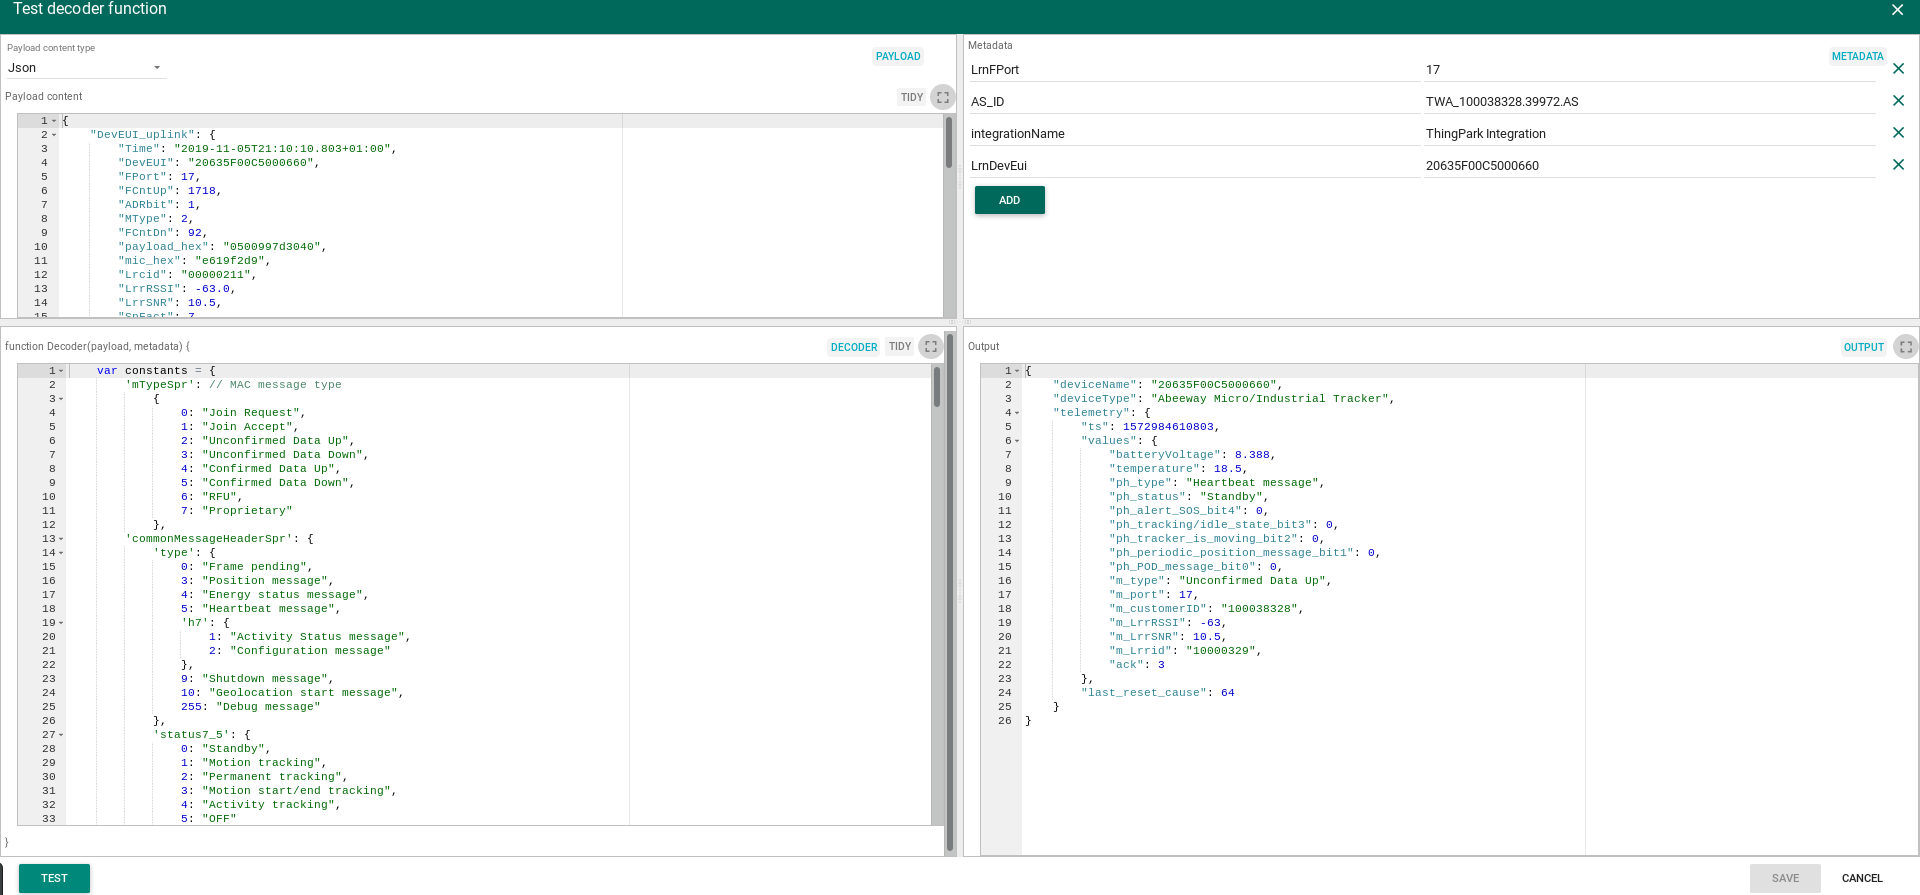 Test decoder function
Payload content type
Json
PAYLOAD
Payload content
TIDY
1 {
2 "DevEUI_uplink": {
3 "Time": "2019-11-05T21:10:10.803+01:00",
4 "DevEUI": "20635F00C5000660",
5 "FPort": 17,
6 "FCntUp": 1718,
7 "ADRbit": 1,
8 "MType": 2,
9 "FCntDn": 92,
10 "payload_hex": "0500997d3040",
11 "mic_hex": "e619f2d9",
12 "Lrcid": "00000211",
13 "LrrRSSI": -63.0,
14 "LrrSNR": 10.5,
15 "SpFact": 7
Metadata
METADATA
LrnFPort 17
AS_ID TWA_100038328.39972.AS
integrationName ThingPark Integration
LrnDevEui 20635F00C5000660
ADD
function Decoder(payload, metadata) {
DECODER
TIDY
1 var constants = {
2 'mTypeSpr': // MAC message type
3 {
4 0: "Join Request",
5 1: "Join Accept",
6 2: "Unconfirmed Data Up",
7 3: "Unconfirmed Data Down",
8 4: "Confirmed Data Up",
9 5: "Confirmed Data Down",
10 6: "RFU",
11 7: "Proprietary"
12 },
13 'commonMessageHeaderSpr': {
14 'type': {
15 0: "Frame pending",
16 3: "Position message",
17 4: "Energy status message",
18 5: "Heartbeat message",
19 'h7': {
20 1: "Activity Status message",
21 2: "Configuration message"
22 },
23 9: "Shutdown message",
24 10: "Geolocation start message",
25 255: "Debug message"
26 },
27 'status7_5': {
28 0: "Standby",
29 1: "Motion tracking",
30 2: "Permanent tracking",
31 3: "Motion start/end tracking",
32 4: "Activity tracking",
33 5: "OFF"
}
Output
OUTPUT
1 {
2 "deviceName": "20635F00C5000660",
3 "deviceType": "Abeeway Micro/Industrial Tracker",
4 "telemetry": {
5 "ts": 1572984610803,
6 "values": {
7 "batteryVoltage": 8.388,
8 "temperature": 18.5,
9 "ph_type": "Heartbeat message",
10 "ph_status": "Standby",
11 "ph_alert_SOS_bit4": 0,
12 "ph_tracking/idle_state_bit3": 0,
13 "ph_tracker_is_moving_bit2": 0,
14 "ph_periodic_position_message_bit1": 0,
15 "ph_POD_message_bit0": 0,
16 "m_type": "Unconfirmed Data Up",
17 "m_port": 17,
18 "m_customerID": "100038328",
19 "m_LrrRSSI": -63,
20 "m_LrrSNR": 10.5,
21 "m_Lrrid": "10000329",
22 "ack": 3
23 },
24 "last_reset_cause": 64
25 }
26 }
TEST
SAVE
CANCEL